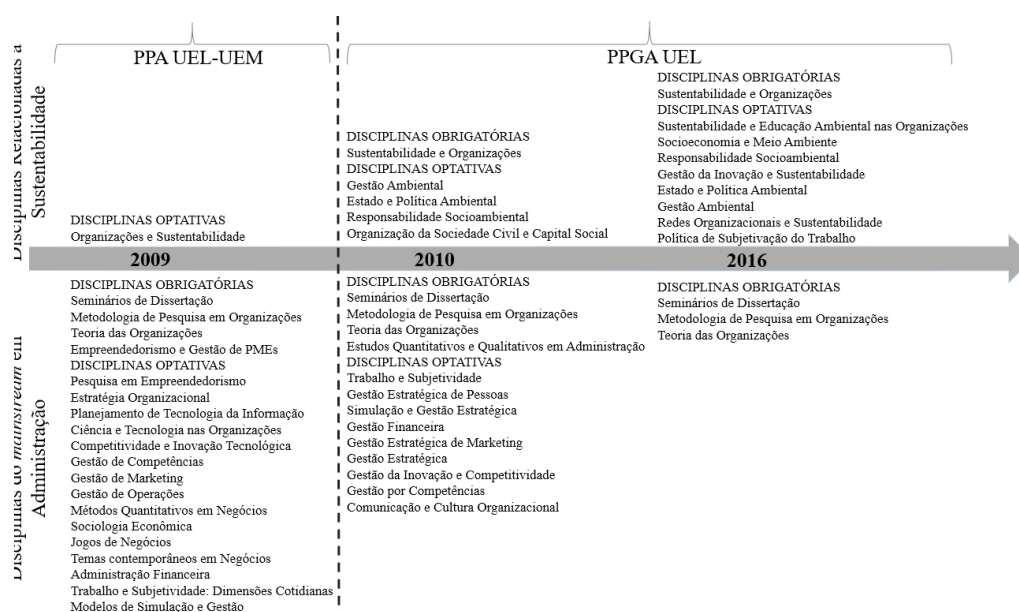 PPA UEL-UEM
PPGA UEL
Disciplinas Relacionadas à
Sustentabilidade
DISCIPLINAS OPTATIVAS
Organizações e Sustentabilidade
DISCIPLINAS OBRIGATÓRIAS
Sustentabilidade e Organizações
DISCIPLINAS OPTATIVAS
Gestão Ambiental
Estado e Política Ambiental
Responsabilidade Socioambiental
Organização da Sociedade Civil e Capital Social
DISCIPLINAS OBRIGATÓRIAS
Sustentabilidade e Organizações
DISCIPLINAS OPTATIVAS
Sustentabilidade e Educação Ambiental nas Organizações
Socioeconomia e Meio Ambiente
Responsabilidade Socioambiental
Gestão da Inovação e Sustentabilidade
Estado e Política Ambiental
Gestão Ambiental
Redes Organizacionais e Sustentabilidade
Política de Subjetivação do Trabalho
2009
2010
2016
Disciplinas do mainstream em
Administração
DISCIPLINAS OBRIGATÓRIAS
Seminários de Dissertação
Metodologia de Pesquisa em Organizações
Teoria das Organizações
Empreendedorismo e Gestão de PMEs
DISCIPLINAS OPTATIVAS
Pesquisa em Empreendedorismo
Estratégia Organizacional
Planejamento de Tecnologia da Informação
Ciência e Tecnologia nas Organizações
Competitividade e Inovação Tecnológica
Gestão de Competências
Gestão de Marketing
Gestão de Operações
Métodos Quantitativos em Negócios
Sociologia Econômica
Jogos de Negócios
Temas contemporâneos em Negócios
Administração Financeira
Trabalho e Subjetividade: Dimensões Cotidianas
Modelos de Simulação e Gestão
DISCIPLINAS OBRIGATÓRIAS
Seminários de Dissertação
Metodologia de Pesquisa em Organizações
Teoria das Organizações
Estudos Quantitativos e Qualitativos em Administração
DISCIPLINAS OPTATIVAS
Trabalho e Subjetividade
Gestão Estratégica de Pessoas
Simulação e Gestão Estratégica
Gestão Financeira
Gestão Estratégica de Marketing
Gestão Estratégica
Gestão da Inovação e Competitividade
Gestão por Competências
Comunicação e Cultura Organizacional
DISCIPLINAS OBRIGATÓRIAS
Seminários de Dissertação
Metodologia de Pesquisa em Organizações
Teoria das Organizações